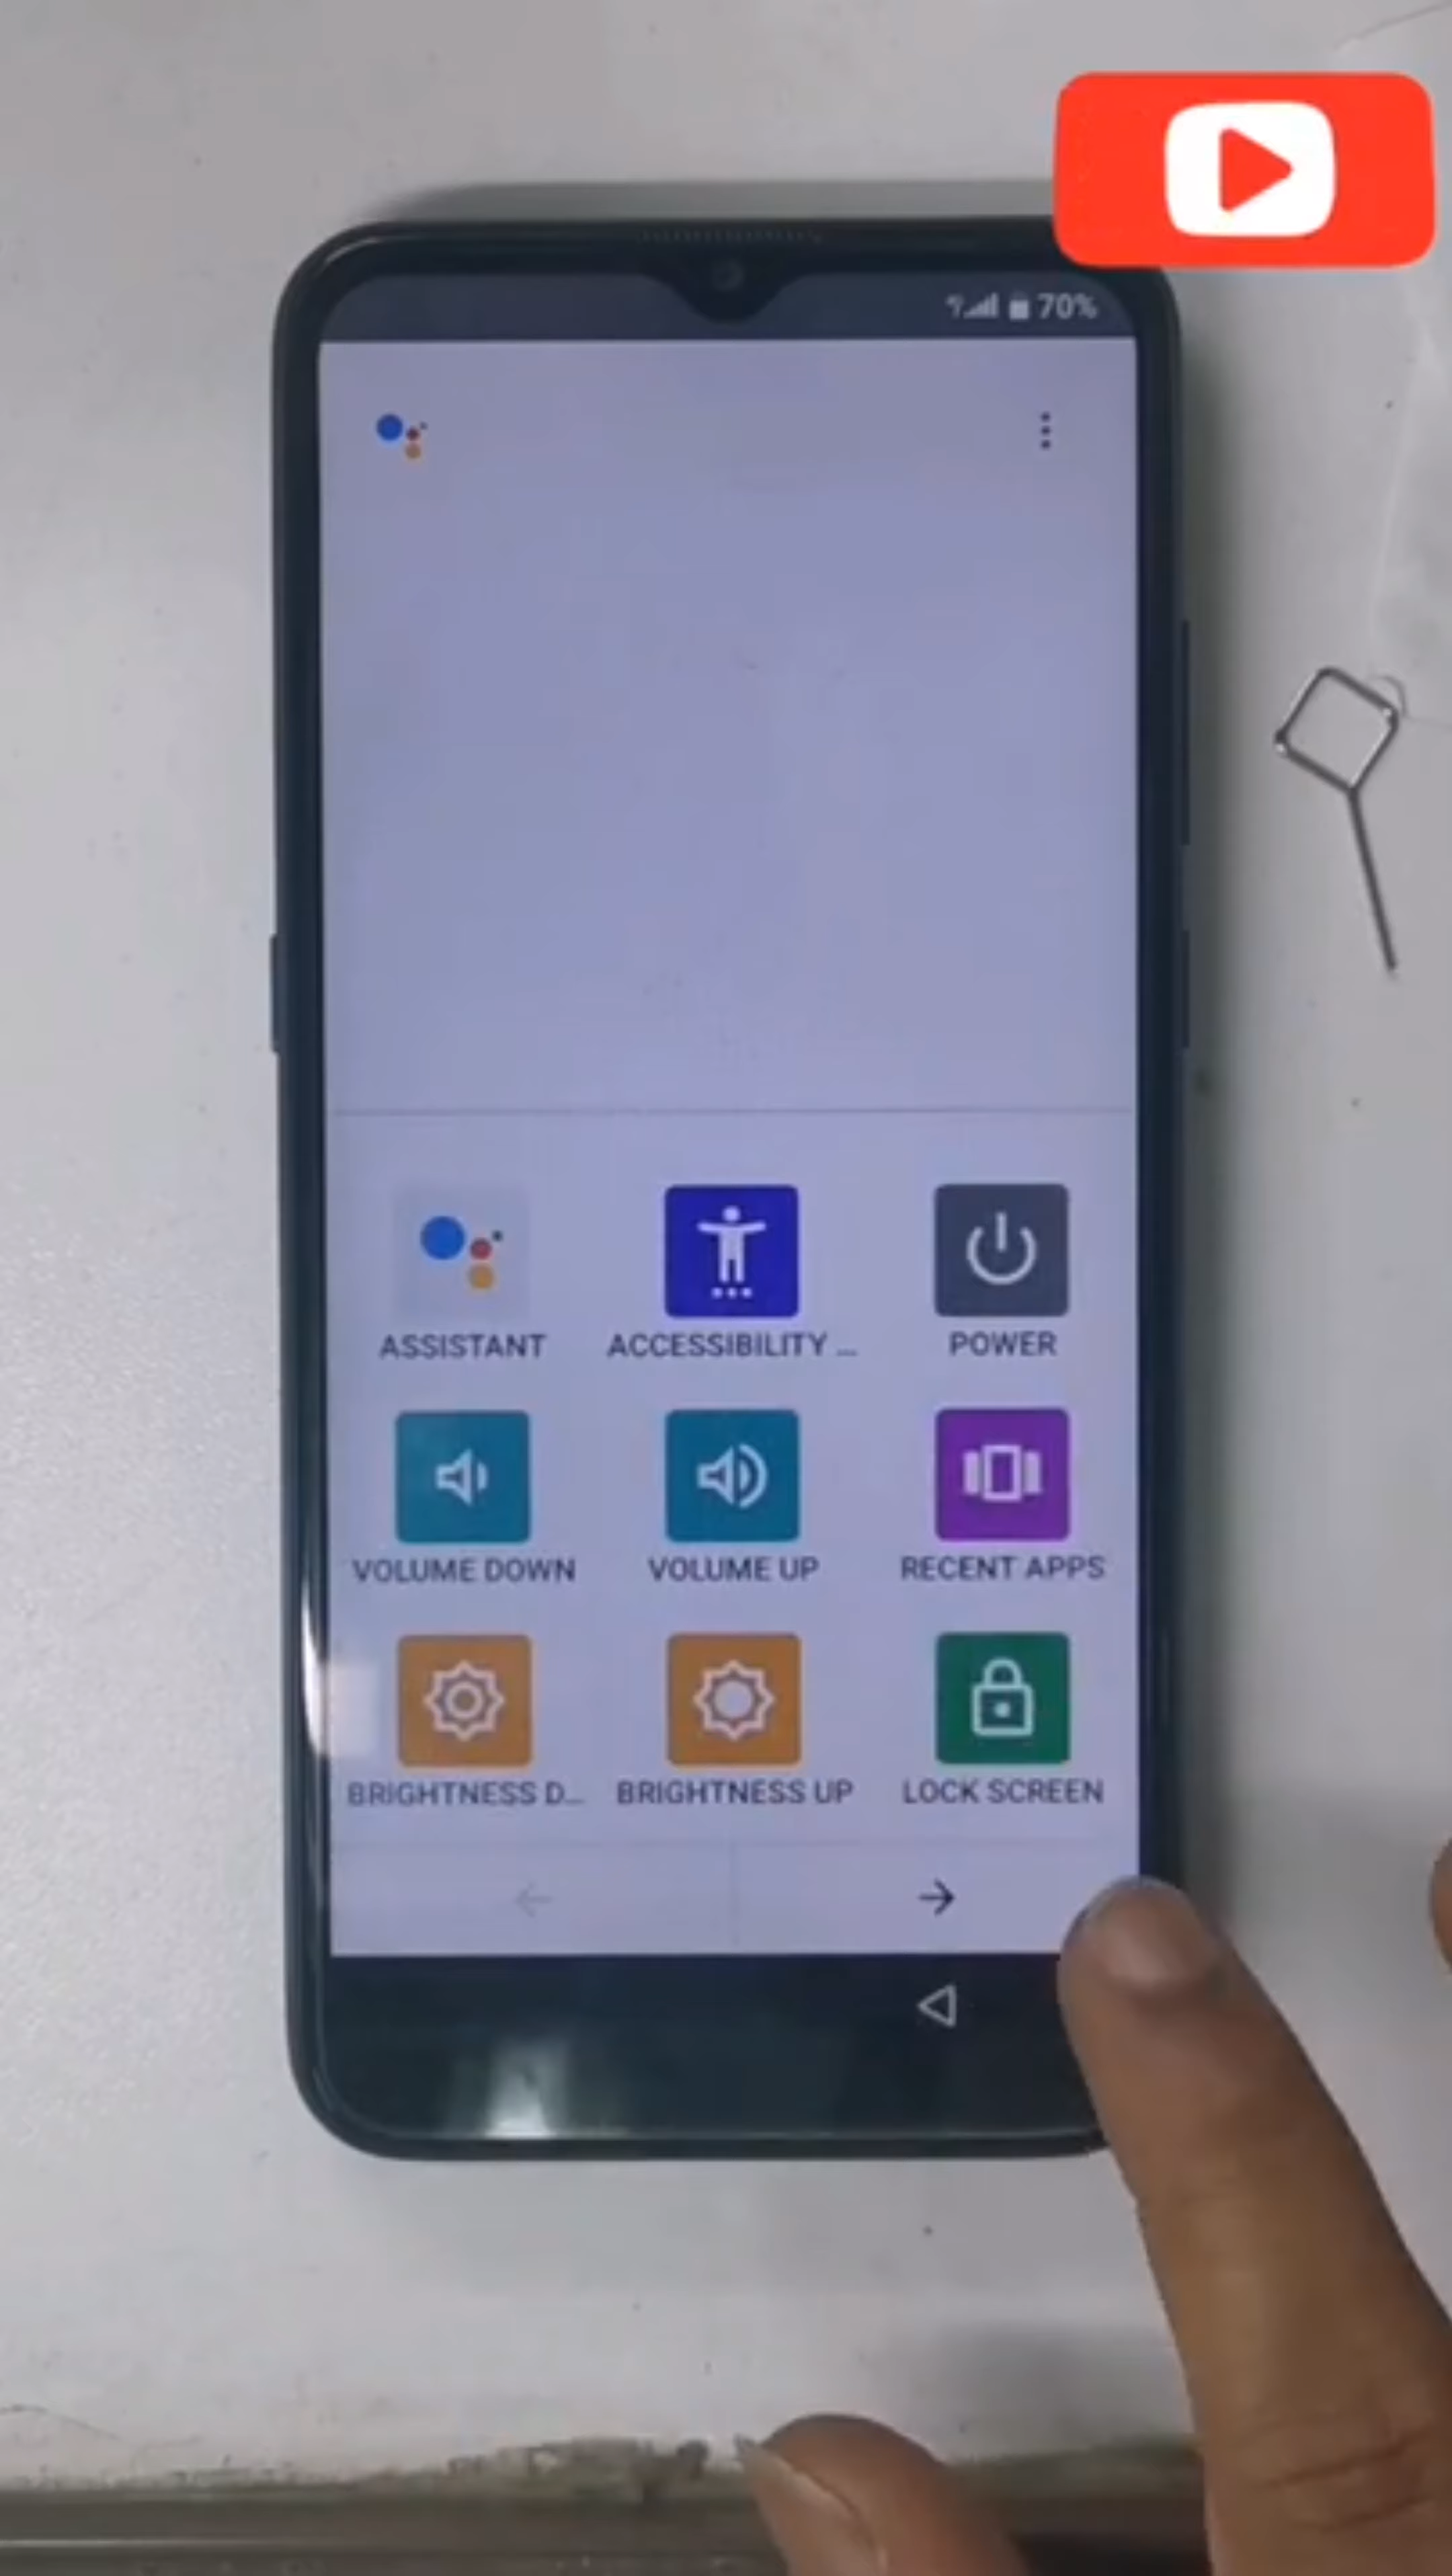 70%
ASSISTANT
ACCESSIBILITY ...
POWER
VOLUME DOWN
VOLUME UP
RECENT APPS
BRIGHTNESS D...
BRIGHTNESS UP
LOCK SCREEN